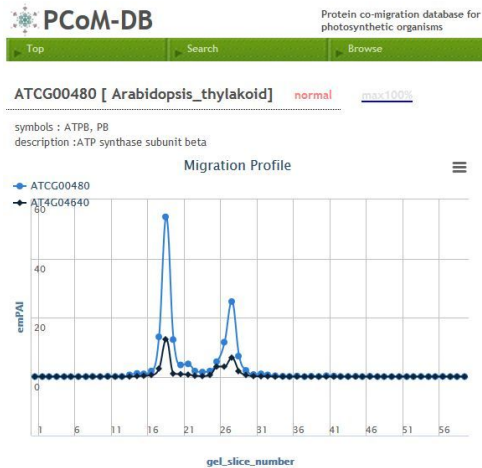 PCoM-DB
Protein co-migration database for
photosynthetic organisms
Top Search Browse
ATCG00480 [ Arabidopsis_thylakoid] normal max100%
symbols : ATPB, PB
description :ATP synthase subunit beta
Migration Profile
ATCG00480
AT4G04640
60
40
20
0
emPAI
1 6 11 16 21 26 31 36 41 46 51 56
gel_slice_number